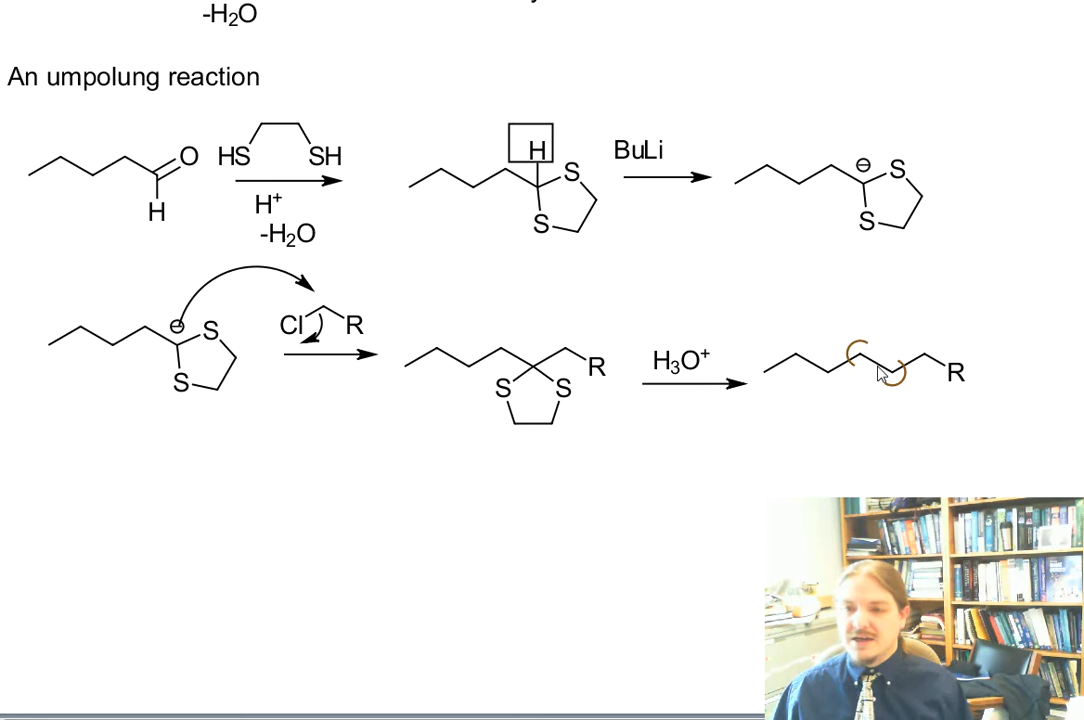 -H₂O
An umpolung reaction
O
H
HS SH
H⁺
-H₂O
H
S
S
BuLi
⊖
S
S
⊖
S
S
Cl R
R
S S
H₃O⁺
R